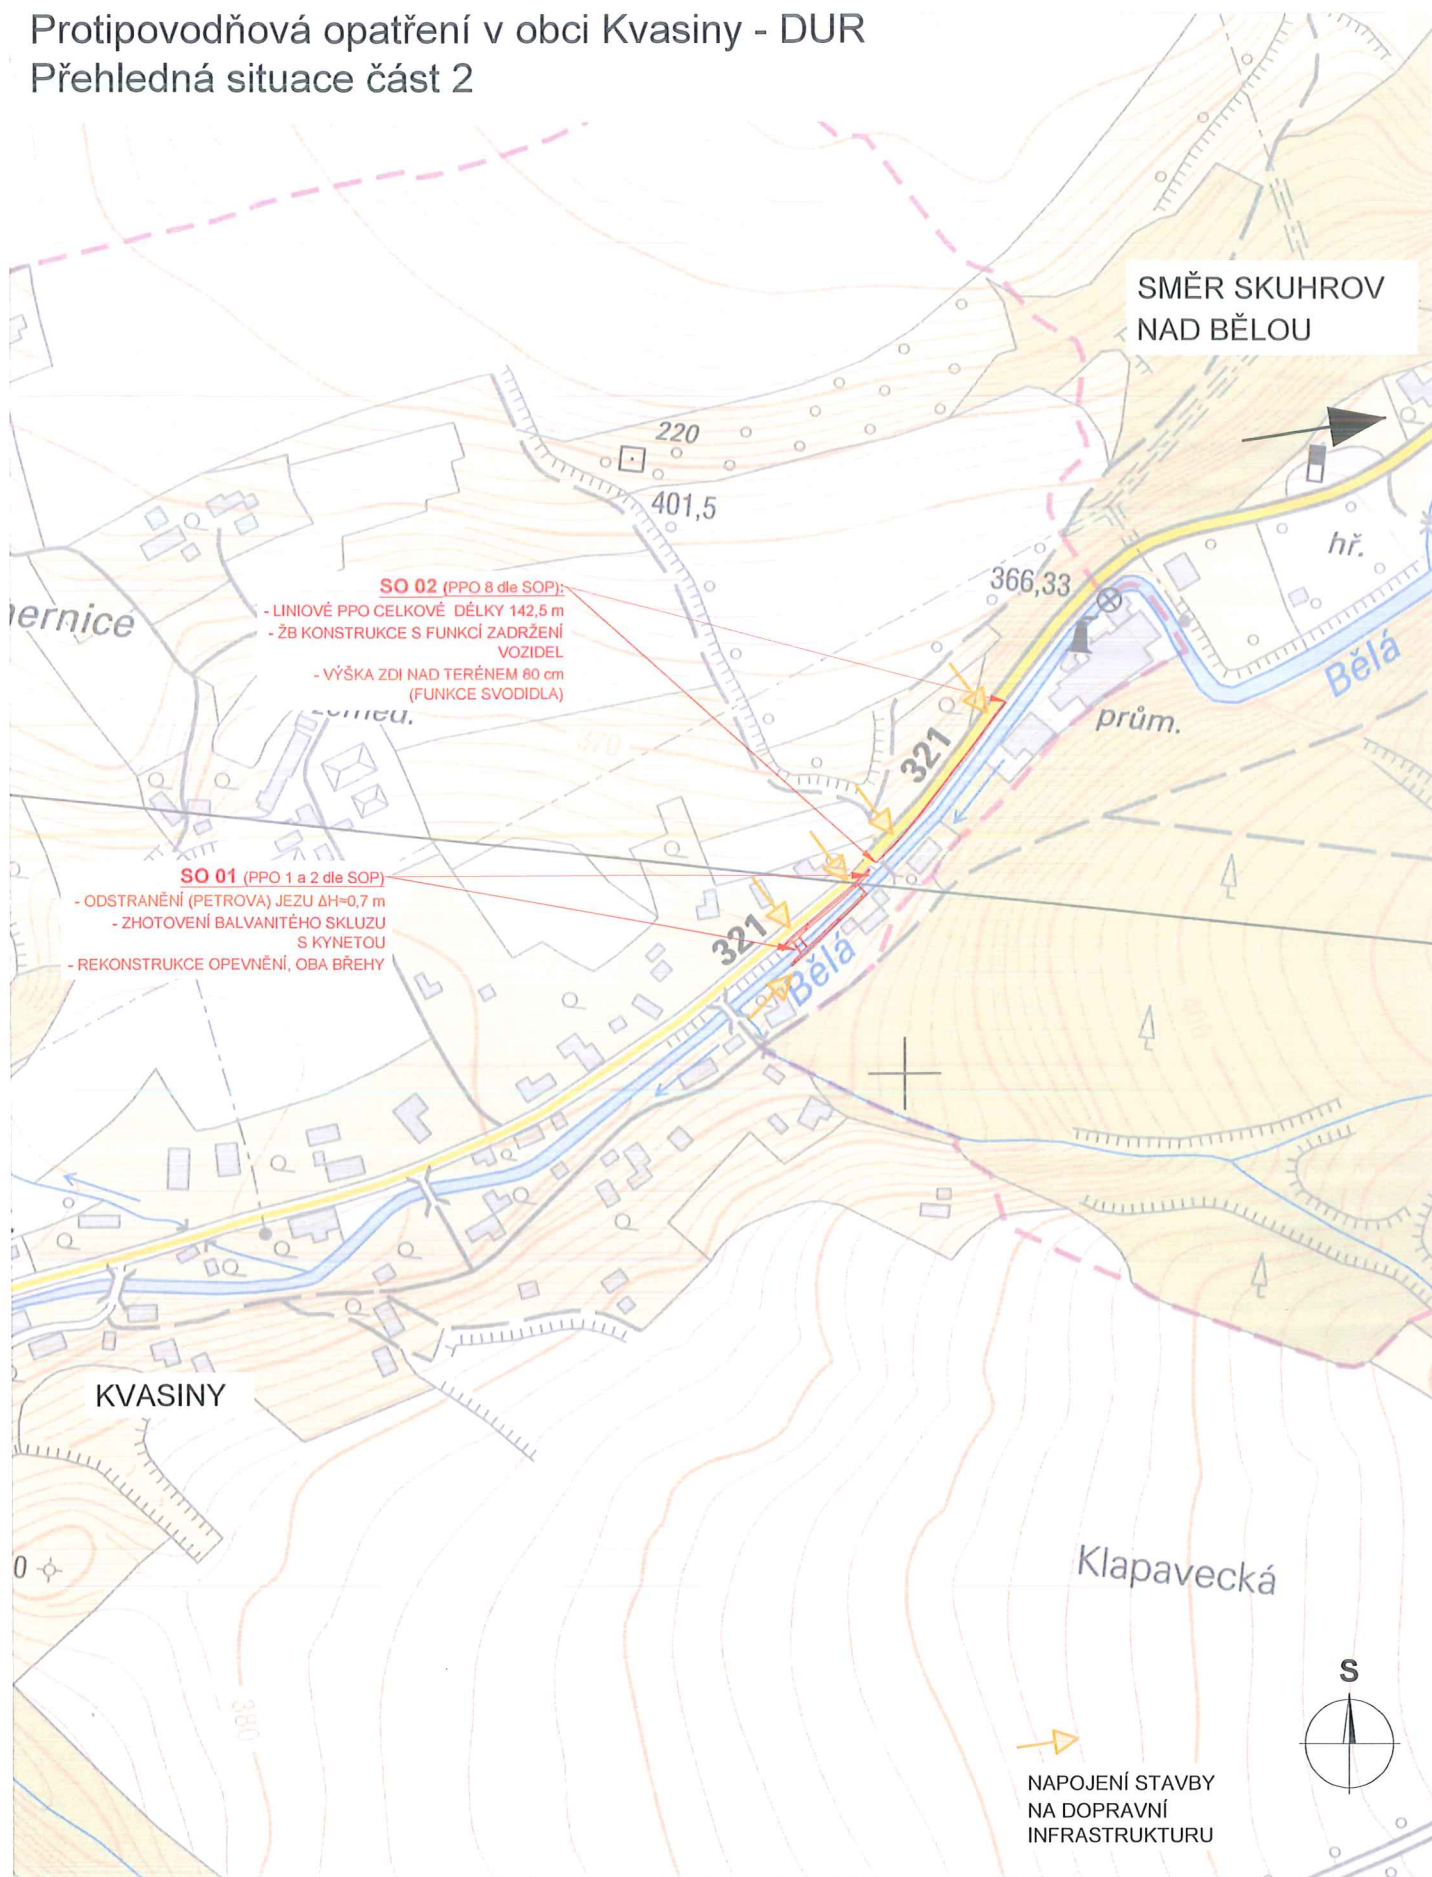 Protipovodňová opatření v obci Kvasiny - DUR
Přehledná situace část 2
SMĚR SKUHROV
NAD BĚLOU
220
401,5
hř.
366,33
SO 02 (PPO 8 dle SOP):
- LINIOVÉ PPO CELKOVÉ DÉLKY 142,5 m
- ŽB KONSTRUKCE S FUNKCÍ ZADRŽENÍ
VOZIDEL
- VÝŠKA ZDI NAD TERÉNEM 80 cm
(FUNKCE SVODIDLA)
ernice
Bělá
prům.
370
321
SO 01 (PPO 1 a 2 dle SOP)
- ODSTRANĚNÍ (PETROVA) JEZU ΔH≈0,7 m
- ZHOTOVENÍ BALVANITÉHO SKLUZU
S KYNETOU
- REKONSTRUKCE OPEVNĚNÍ, OBA BŘEHY
321
Bělá
KVASINY
0
Klapavecká
380
S
NAPOJENÍ STAVBY
NA DOPRAVNÍ
INFRASTRUKTURU